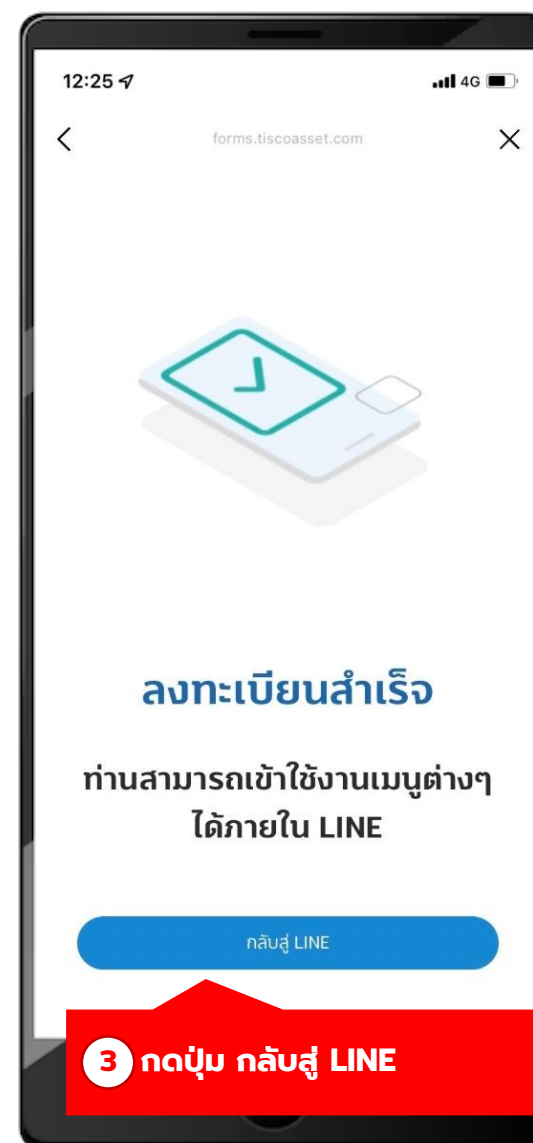 12:25
4G
forms.tiscoasset.com
ลงทะเบียนสำเร็จ
ท่านสามารถเข้าใช้งานเมนูต่างๆ
ได้ภายใน LINE
กลับสู่ LINE
3 กดปุ่ม กลับสู่ LINE